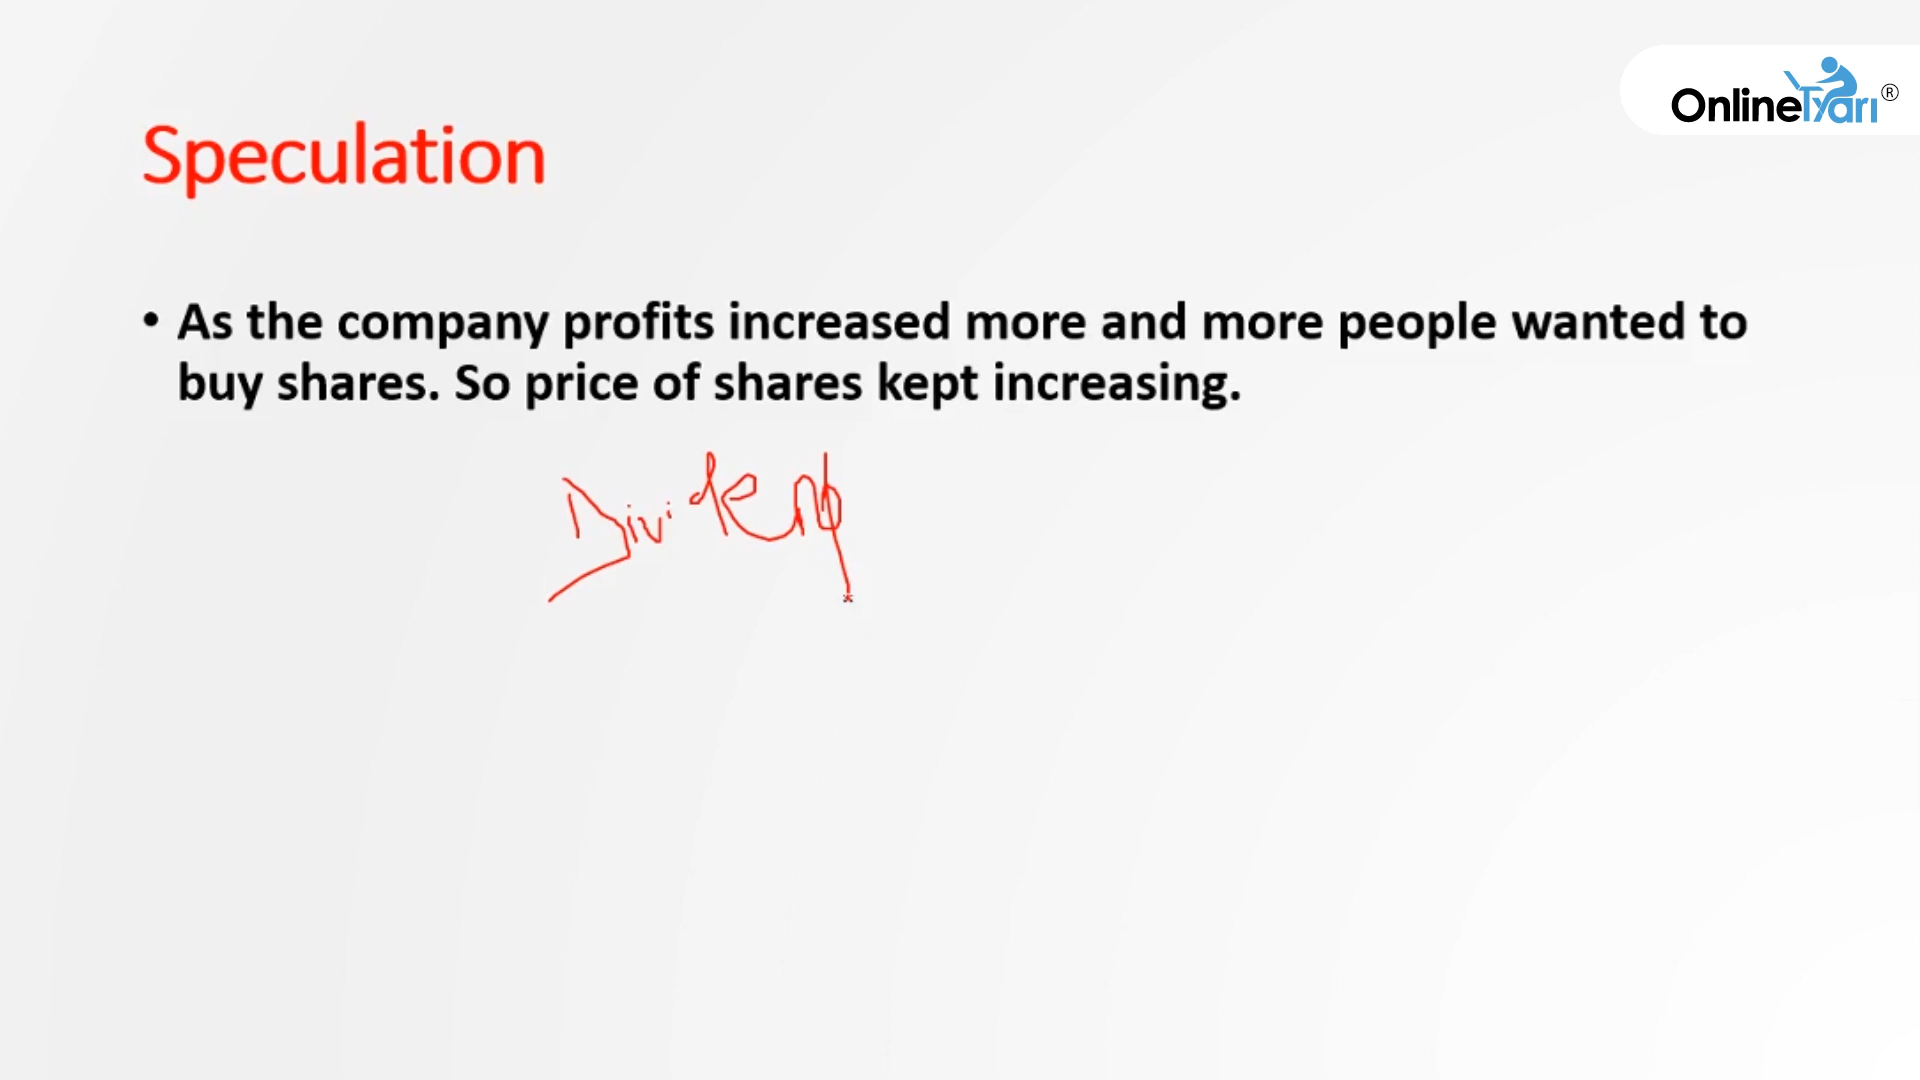 OnlineTyari®
Speculation
• As the company profits increased more and more people wanted to
buy shares. So price of shares kept increasing.
Dividend